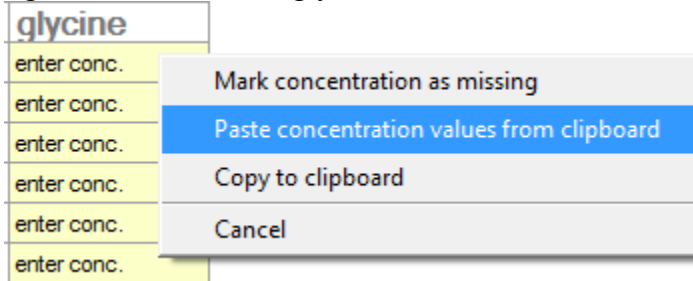 glycine
enter conc.
enter conc.
enter conc.
enter conc.
enter conc.
enter conc.
Mark concentration as missing
Paste concentration values from clipboard
Copy to clipboard
Cancel